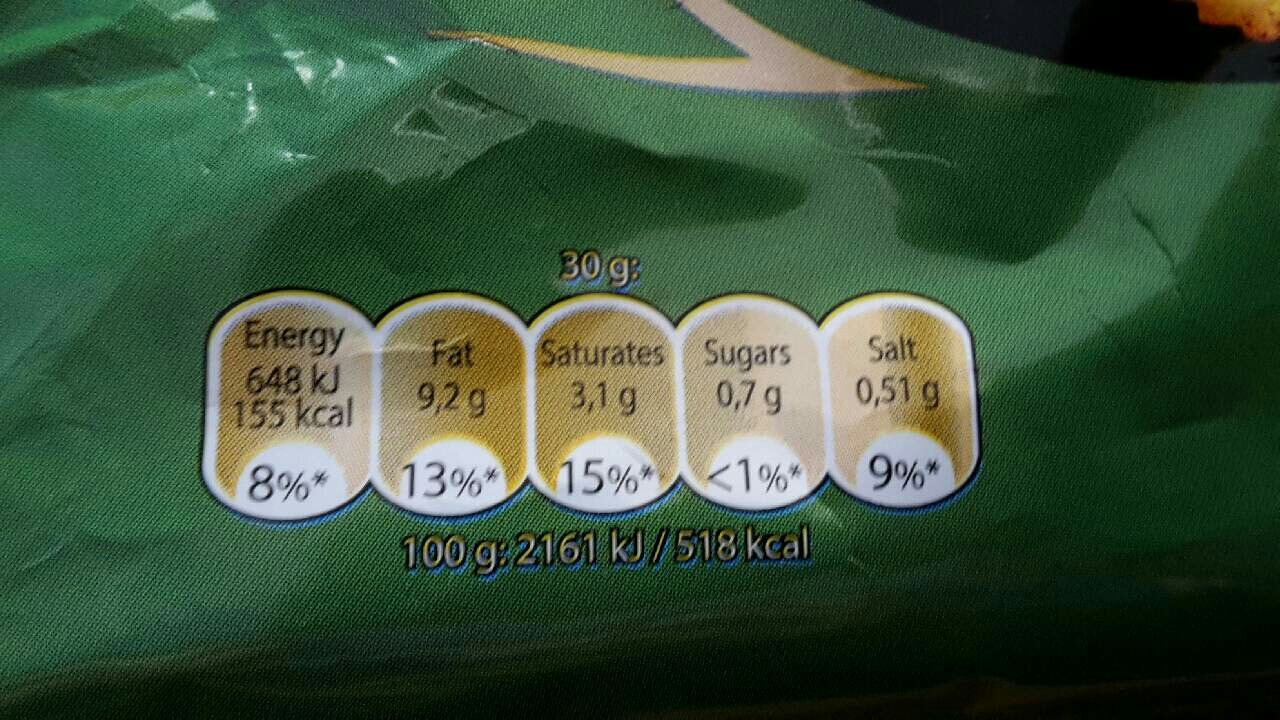 30 g:
Energy
648 kJ
155 kcal
8%*
Fat
9,2 g
13%*
Saturates
3,1 g
15%*
Sugars
0,7 g
<1%*
Salt
0,51 g
9%*
100 g: 2161 kJ / 518 kcal